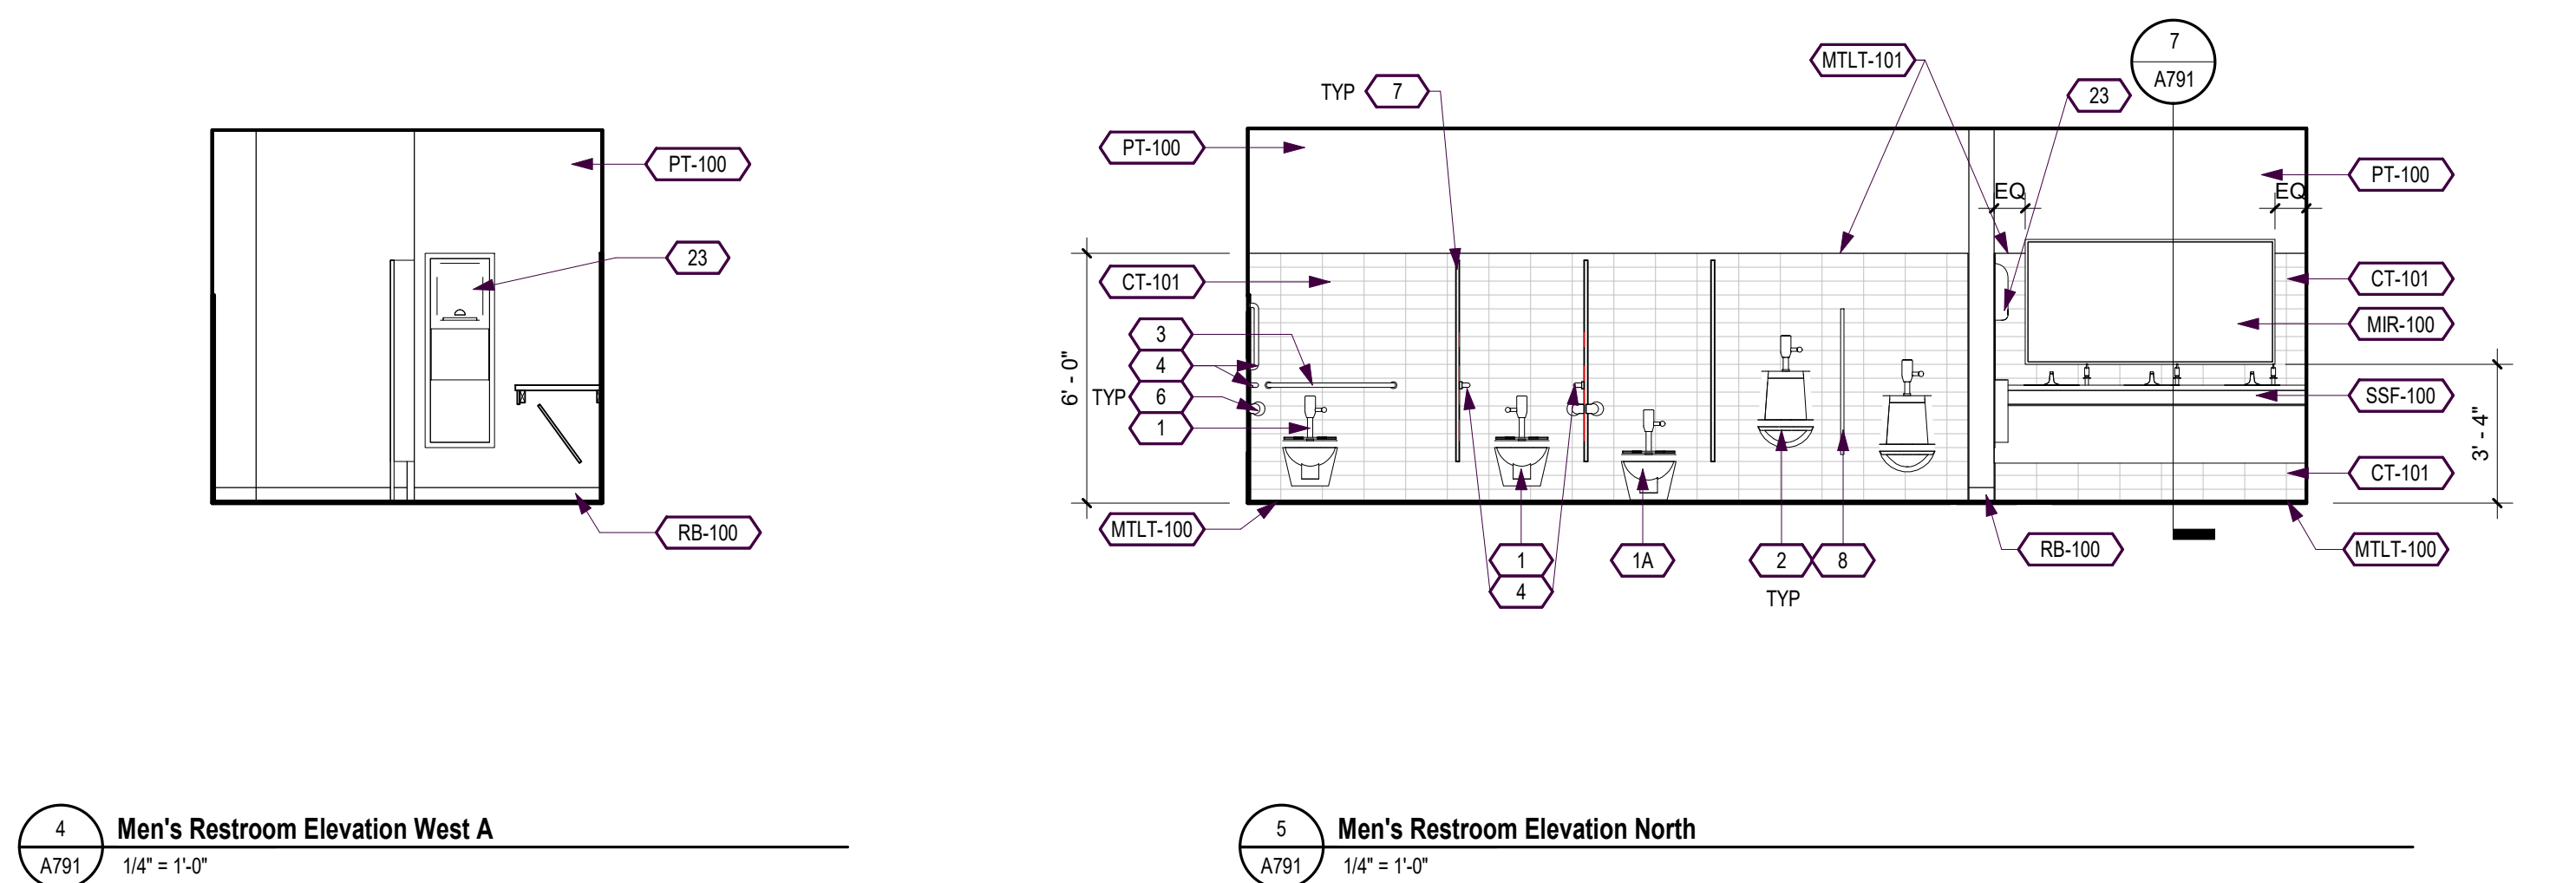 PT-100
23
RB-100
4
A791
Men's Restroom Elevation West A
1/4" = 1'-0"
7
A791
MTLT-101
23
TYP 7
PT-100
PT-100
EQ
EQ
CT-101
CT-101
MIR-100
3
4
TYP 6
1
6' - 0"
SSF-100
3' - 4"
CT-101
MTLT-100
1
4
1A
2
8
TYP
RB-100
MTLT-100
5
A791
Men's Restroom Elevation North
1/4" = 1'-0"